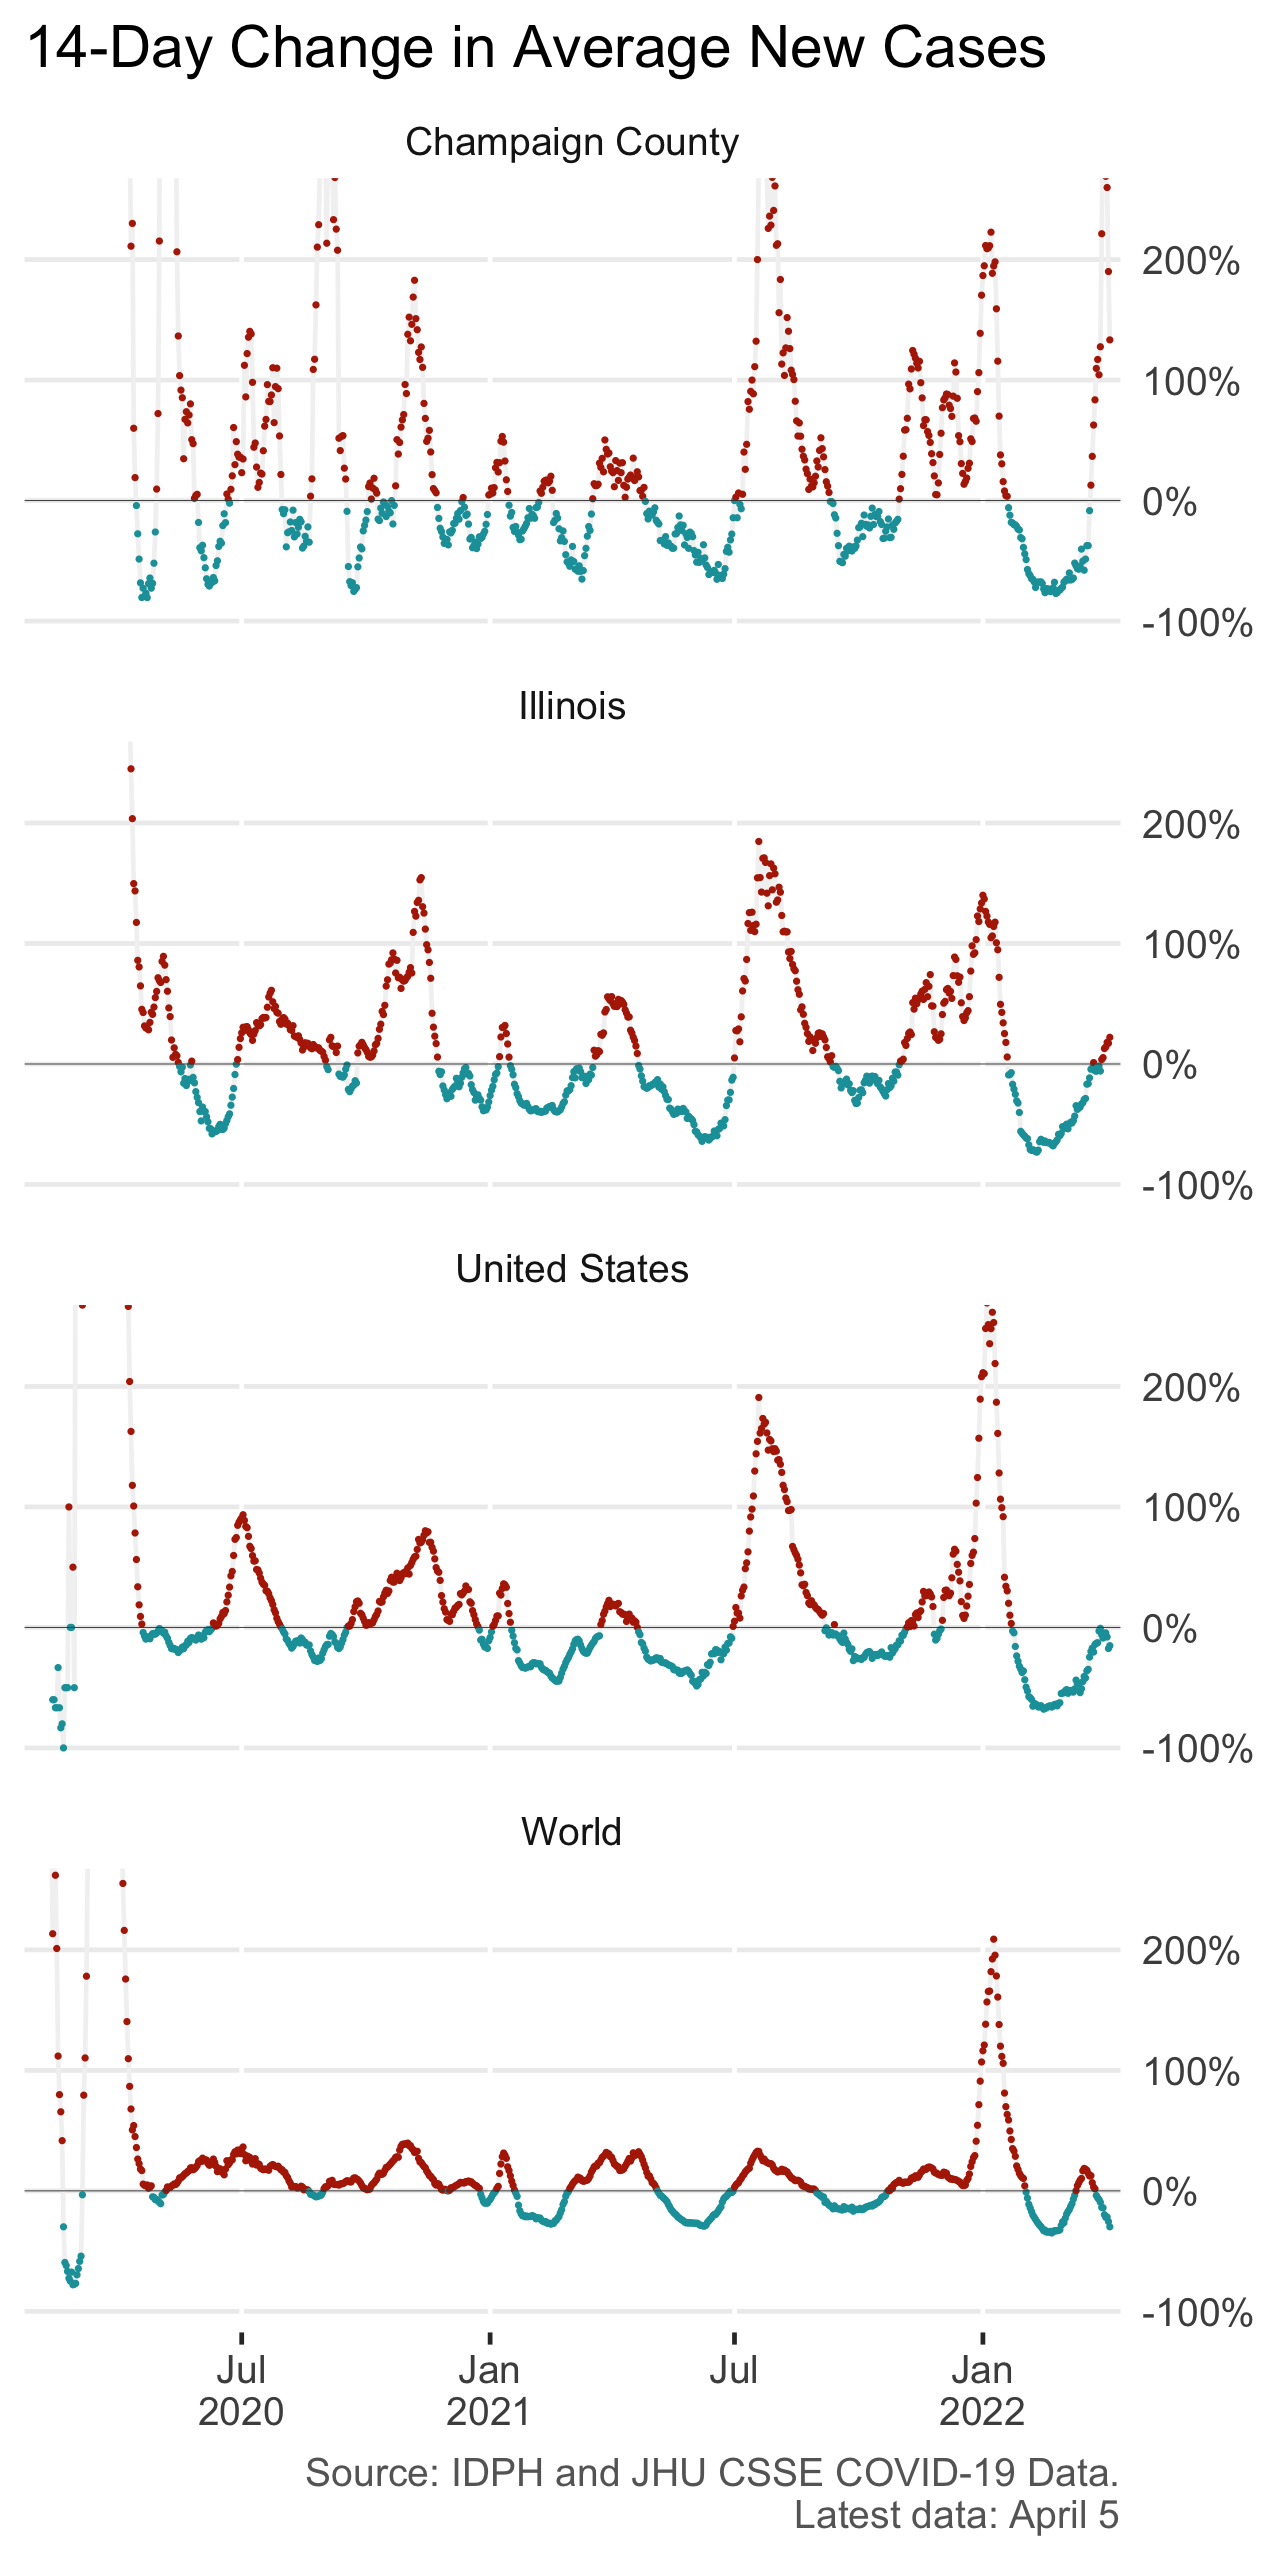 14-Day Change in Average New Cases
Champaign County
200%
100%
0%
-100%
Illinois
200%
100%
0%
-100%
United States
200%
100%
0%
-100%
World
200%
100%
0%
-100%
Jul Jan Jul Jan
2020 2021 2022
Source: IDPH and JHU CSSE COVID-19 Data.
Latest data: April 5